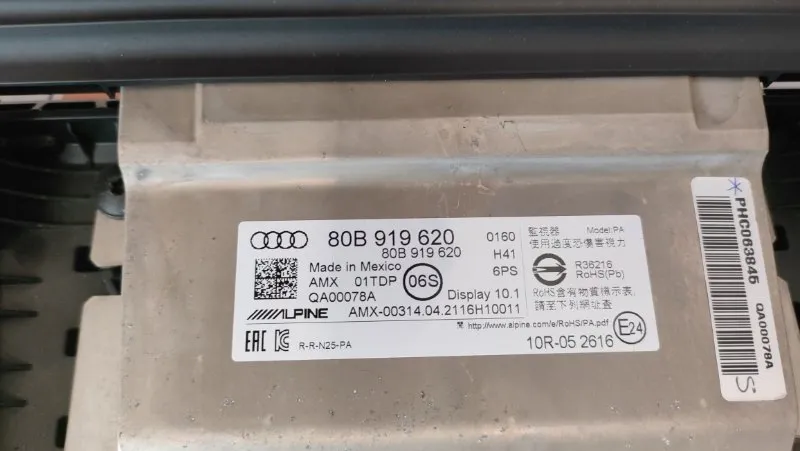 80B 919 620
0160
80B 919 620
H41
Made in Mexico
6PS
AMX 01TDP
06S
QA00078A
Display 10.1
ALPINE
AMX-00314.04.2116H10011
http://www.alpine.com/e/RoHS/PA.pdf
EAC
R-R-N25-PA
10R-05 2616
E24
監視器
Model:PA
使用過度恐傷害視力
R36216
RoHS(Pb)
RoHS含有物質標示表,
請至下列網址查
PHC063845
QA00078A
S